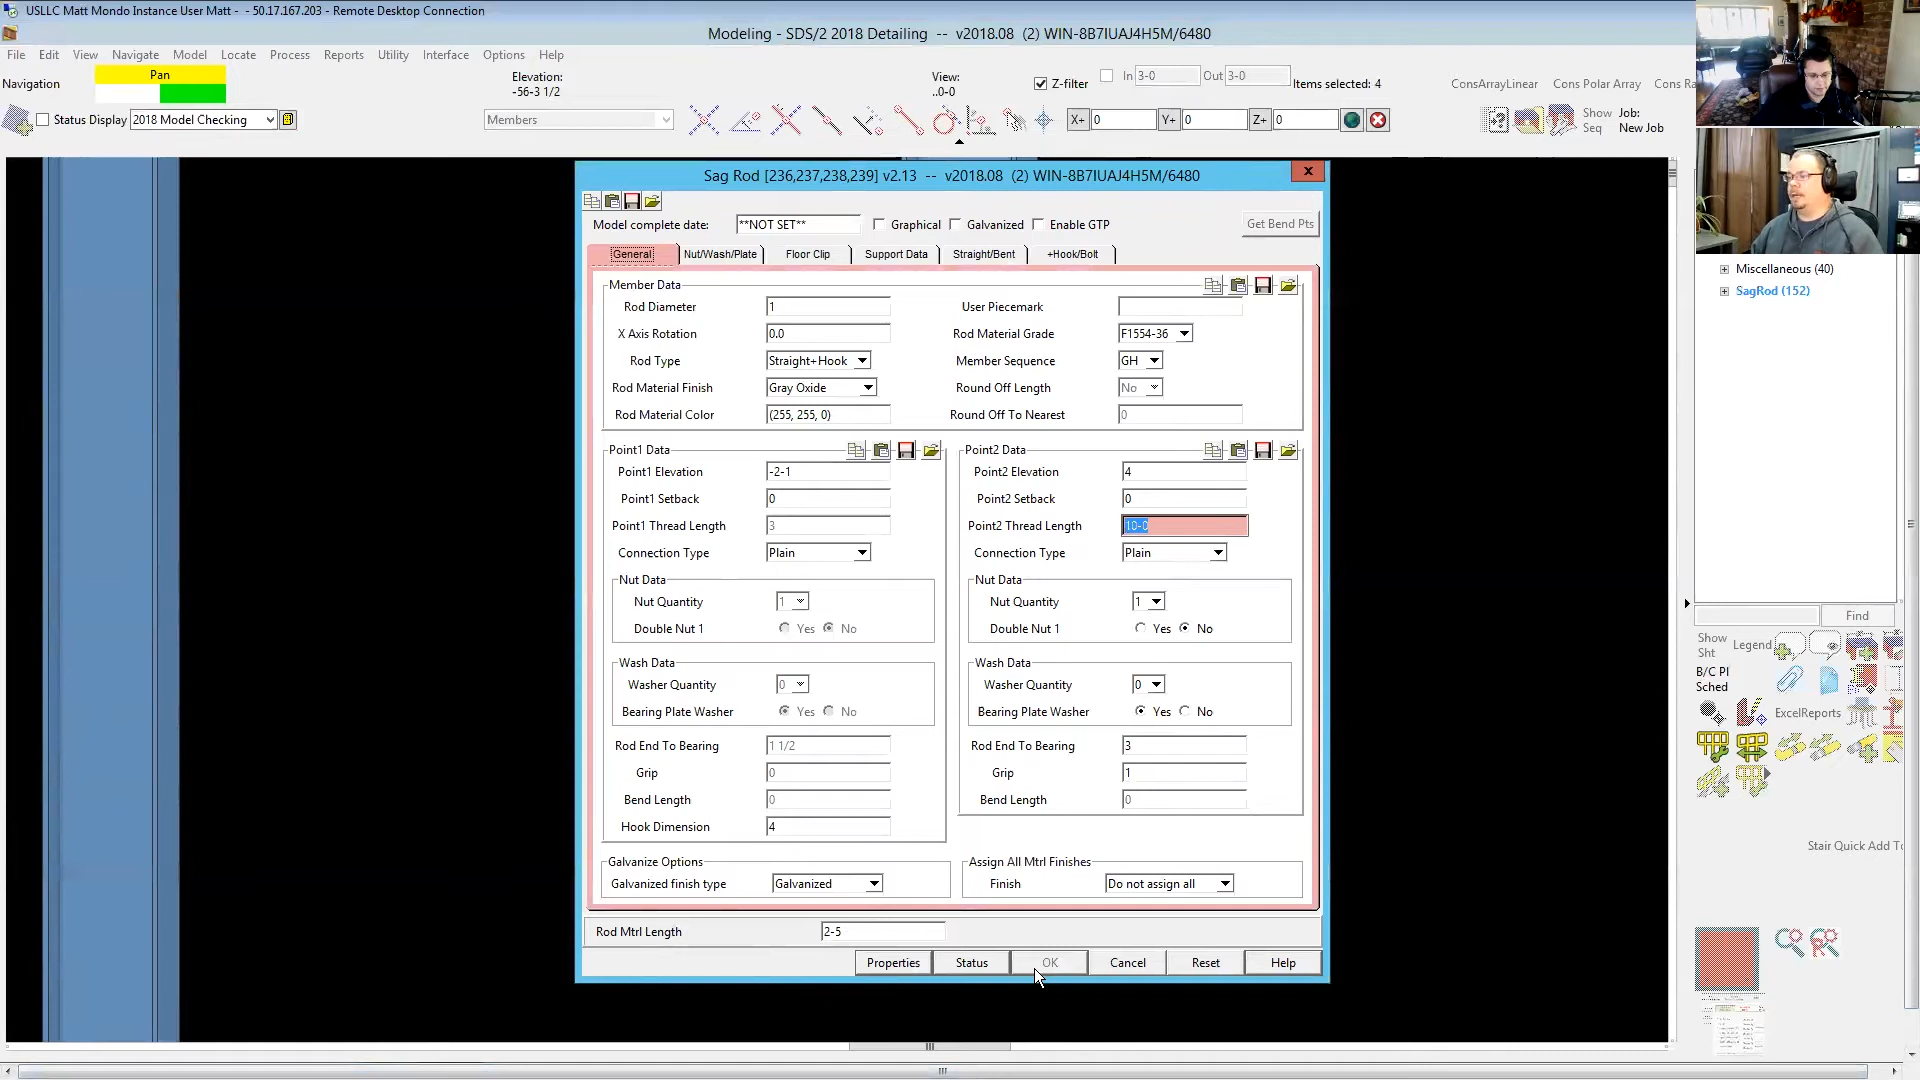 USLLC Matt Mondo Instance User Matt - - 50.17.167.203 - Remote Desktop Connection
Modeling - SDS/2 2018 Detailing -- v2018.08 (2) WIN-8B7IUAJ4H5M/6480
File Edit View Navigate Model Locate Process Reports Utility Interface Options Help
Navigation
Pan
Elevation:
-56-3 1/2
View:
..0-0
Z-filter
In 3-0 Out 3-0
Items selected: 4
ConsArrayLinear Cons Polar Array Cons Ra
Status Display 2018 Model Checking
Members
X+ 0 Y+ 0 Z+ 0
Show
Seq
Job:
New Job
Sag Rod [236,237,238,239] v2.13 -- v2018.08 (2) WIN-8B7IUAJ4H5M/6480
x
Model complete date: **NOT SET** Graphical Galvanized Enable GTP Get Bend Pts
General Nut/Wash/Plate Floor Clip Support Data Straight/Bent +Hook/Bolt
Member Data
Rod Diameter 1 User Piecemark
X Axis Rotation 0.0 Rod Material Grade F1554-36
Rod Type Straight+Hook Member Sequence GH
Rod Material Finish Gray Oxide Round Off Length No
Rod Material Color (255, 255, 0) Round Off To Nearest 0
Point1 Data
Point1 Elevation -2-1
Point1 Setback 0
Point1 Thread Length 3
Connection Type Plain
Nut Data
Nut Quantity 1
Double Nut 1 Yes No
Wash Data
Washer Quantity 0
Bearing Plate Washer Yes No
Rod End To Bearing 1 1/2
Grip 0
Bend Length 0
Hook Dimension 4
Point2 Data
Point2 Elevation 4
Point2 Setback 0
Point2 Thread Length 10-0
Connection Type Plain
Nut Data
Nut Quantity 1
Double Nut 1 Yes No
Wash Data
Washer Quantity 0
Bearing Plate Washer Yes No
Rod End To Bearing 3
Grip 1
Bend Length 0
Galvanize Options
Galvanized finish type Galvanized
Assign All Mtrl Finishes
Finish Do not assign all
Rod Mtrl Length 2-5
Properties Status OK Cancel Reset Help
Miscellaneous (40)
SagRod (152)
Find
Show
Sht
Legend
B/C Pl
Sched
ExcelReports
Stair Quick Add To